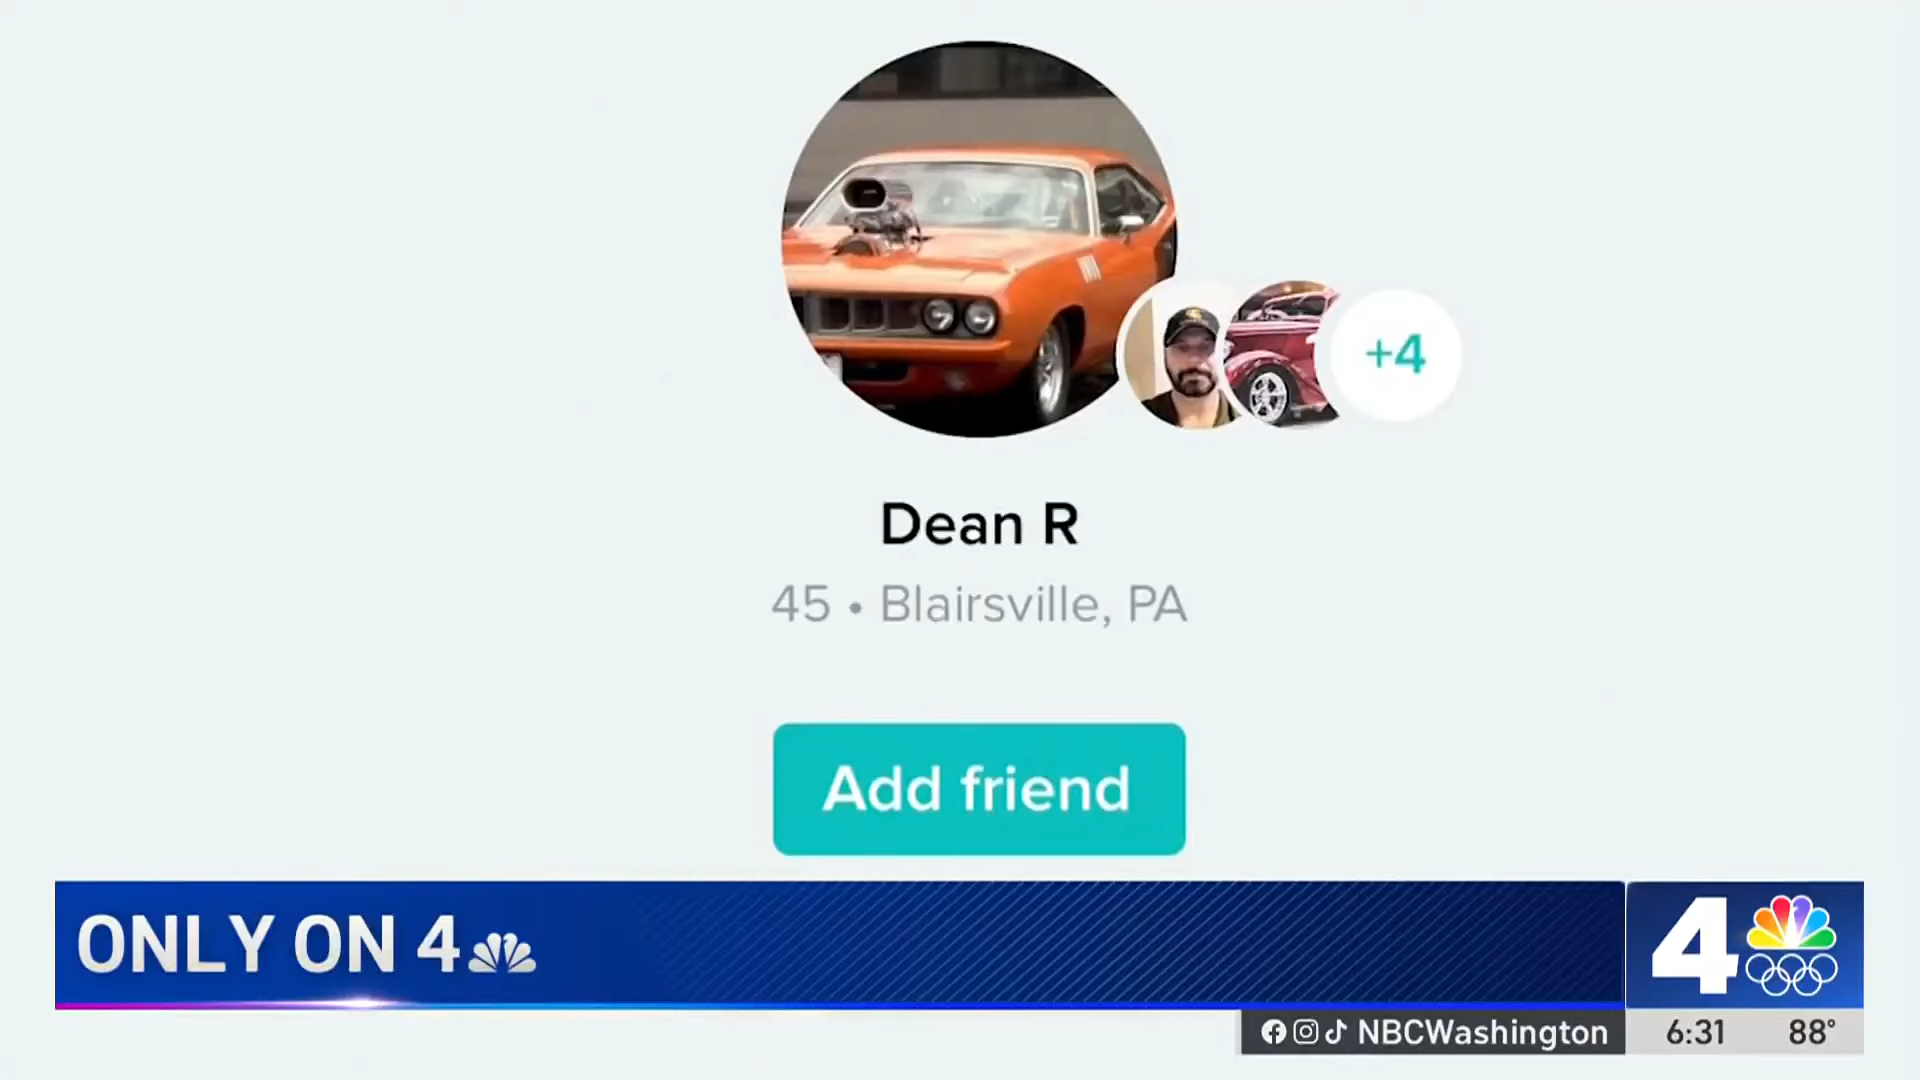 +4
Dean R
45 • Blairsville, PA
Add friend
ONLY ON 4
4
NBCWashington
6:31 88°